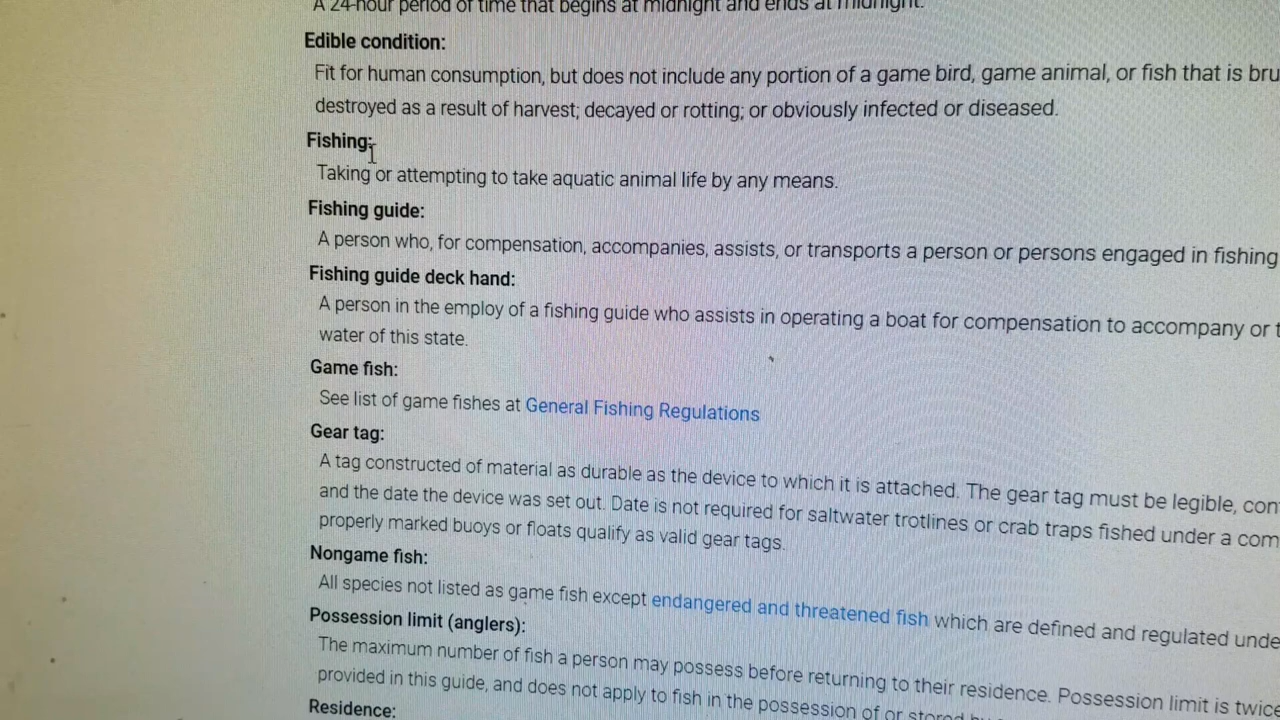 A 24-hour period of time that begins at midnight and ends at midnight.
Edible condition:
Fit for human consumption, but does not include any portion of a game bird, game animal, or fish that is
destroyed as a result of harvest; decayed or rotting; or obviously infected or diseased.
Fishing:
Taking or attempting to take aquatic animal life by any means.
Fishing guide:
A person who, for compensation, accompanies, assists, or transports a person or persons engaged in fishing
Fishing guide deck hand:
A person in the employ of a fishing guide who assists in operating a boat for compensation to accompany or
water of this state.
Game fish:
See list of game fishes at General Fishing Regulations
Gear tag:
A tag constructed of material as durable as the device to which it is attached. The gear tag must be legible,
and the date the device was set out. Date is not required for saltwater trotlines or crab traps fished under a
properly marked buoys or floats qualify as valid gear tags.
Nongame fish:
All species not listed as game fish except endangered and threatened fish which are defined and regulated
Possession limit (anglers):
The maximum number of fish a person may possess before returning to their residence. Possession limit is twice
provided in this guide, and does not apply to fish in the possession of or stored
Residence: